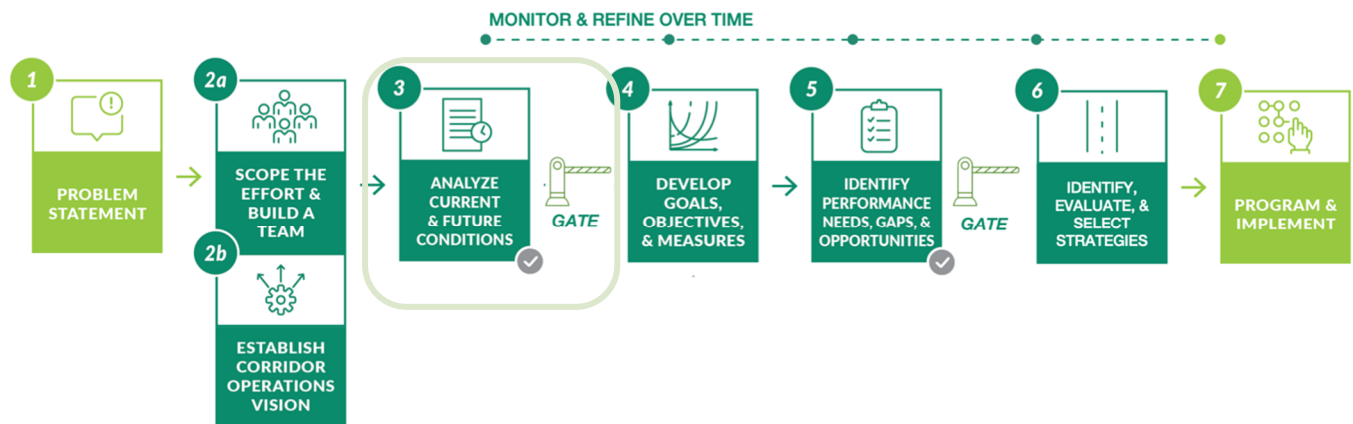 MONITOR & REFINE OVER TIME
1
PROBLEM
STATEMENT
2a
SCOPE THE
EFFORT &
BUILD A
TEAM
2b
ESTABLISH
CORRIDOR
OPERATIONS
VISION
3
ANALYZE
CURRENT
& FUTURE
CONDITIONS
GATE
4
DEVELOP
GOALS,
OBJECTIVES,
& MEASURES
5
IDENTIFY
PERFORMANCE
NEEDS, GAPS, &
OPPORTUNITIES
GATE
6
IDENTIFY,
EVALUATE, &
SELECT
STRATEGIES
7
PROGRAM &
IMPLEMENT